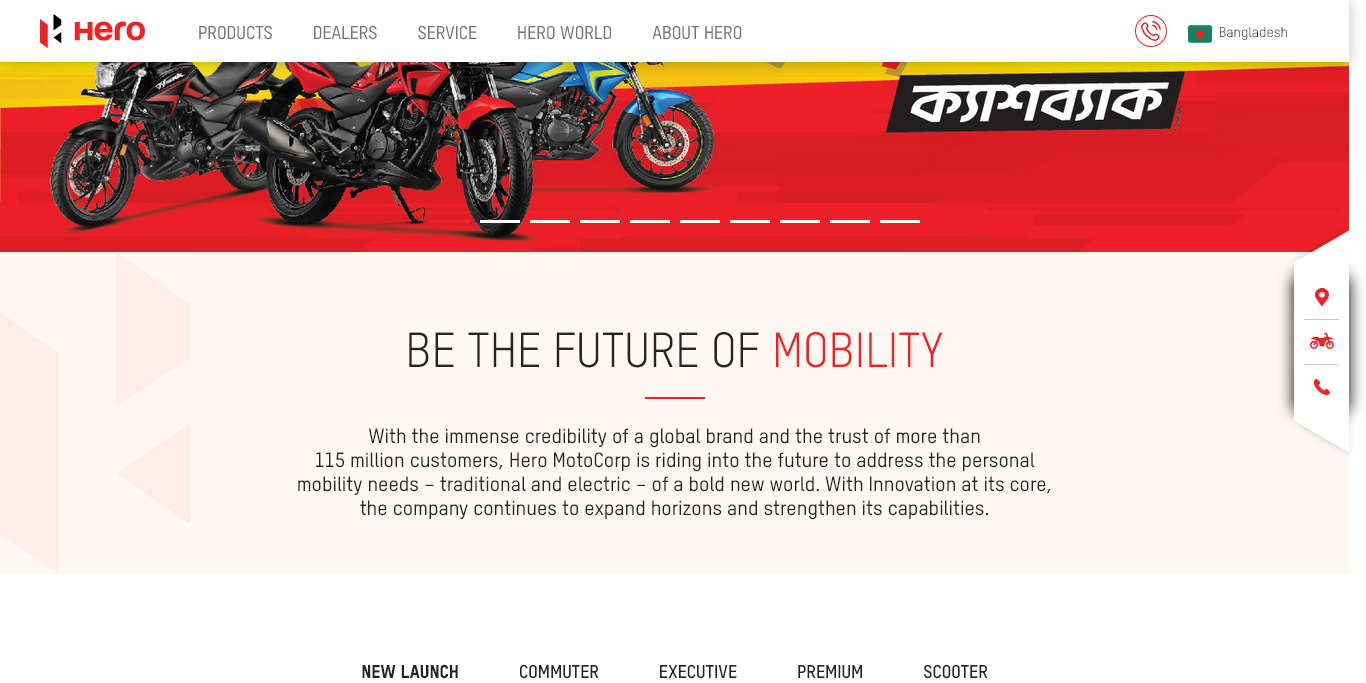 Hero
PRODUCTS
DEALERS
SERVICE
HERO WORLD
ABOUT HERO
Bangladesh
ক্যাশব্যাক
BE THE FUTURE OF MOBILITY
With the immense credibility of a global brand and the trust of more than
115 million customers, Hero MotoCorp is riding into the future to address the personal
mobility needs – traditional and electric – of a bold new world. With Innovation at its core,
the company continues to expand horizons and strengthen its capabilities.
NEW LAUNCH
COMMUTER
EXECUTIVE
PREMIUM
SCOOTER